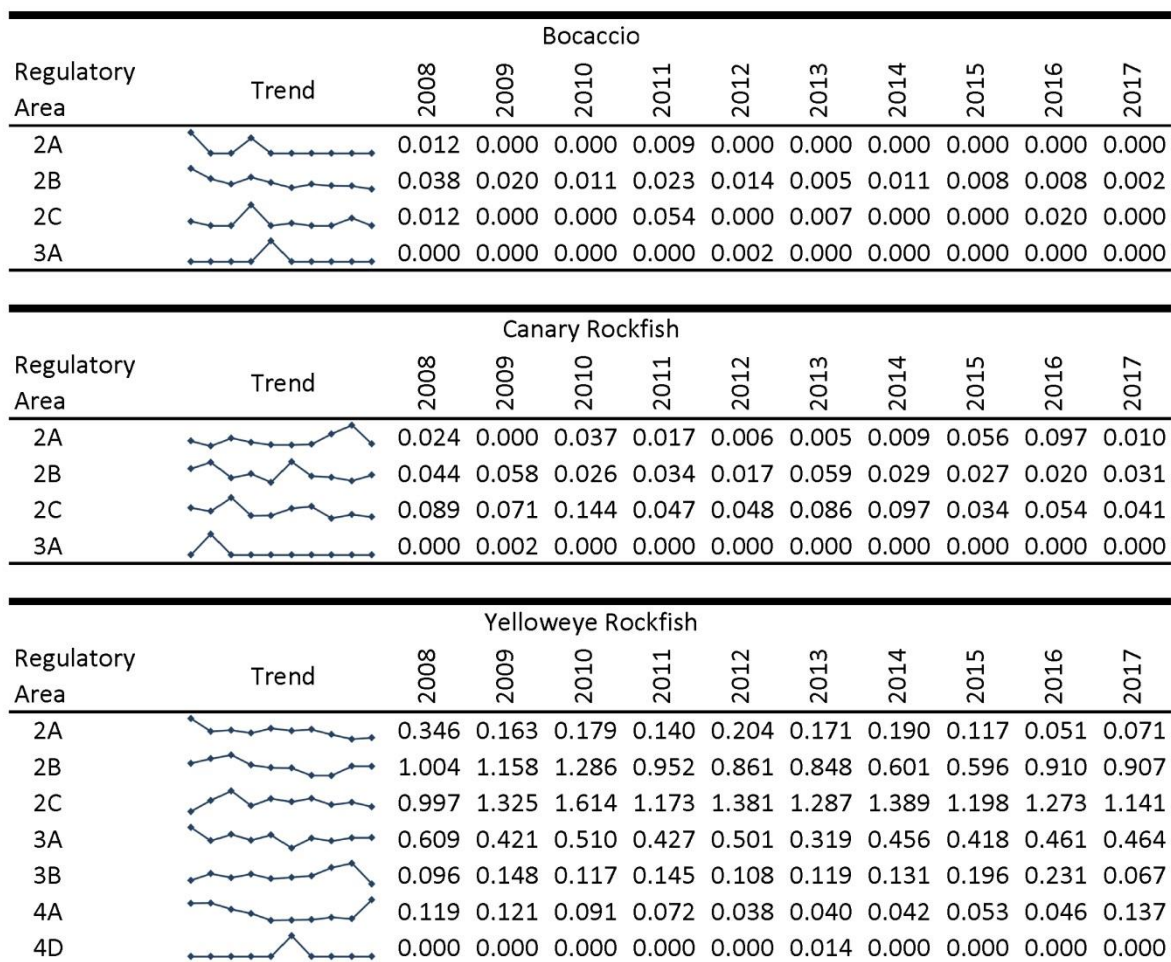 Bocaccio
Regulatory Area Trend 2008 2009 2010 2011 2012 2013 2014 2015 2016 2017
2A 0.012 0.000 0.000 0.009 0.000 0.000 0.000 0.000 0.000 0.000
2B 0.038 0.020 0.011 0.023 0.014 0.005 0.011 0.008 0.008 0.002
2C 0.012 0.000 0.000 0.054 0.000 0.007 0.000 0.000 0.020 0.000
3A 0.000 0.000 0.000 0.000 0.002 0.000 0.000 0.000 0.000 0.000
Canary Rockfish
Regulatory Area Trend 2008 2009 2010 2011 2012 2013 2014 2015 2016 2017
2A 0.024 0.000 0.037 0.017 0.006 0.005 0.009 0.056 0.097 0.010
2B 0.044 0.058 0.026 0.034 0.017 0.059 0.029 0.027 0.020 0.031
2C 0.089 0.071 0.144 0.047 0.048 0.086 0.097 0.034 0.054 0.041
3A 0.000 0.002 0.000 0.000 0.000 0.000 0.000 0.000 0.000 0.000
Yelloweye Rockfish
Regulatory Area Trend 2008 2009 2010 2011 2012 2013 2014 2015 2016 2017
2A 0.346 0.163 0.179 0.140 0.204 0.171 0.190 0.117 0.051 0.071
2B 1.004 1.158 1.286 0.952 0.861 0.848 0.601 0.596 0.910 0.907
2C 0.997 1.325 1.614 1.173 1.381 1.287 1.389 1.198 1.273 1.141
3A 0.609 0.421 0.510 0.427 0.501 0.319 0.456 0.418 0.461 0.464
3B 0.096 0.148 0.117 0.145 0.108 0.119 0.131 0.196 0.231 0.067
4A 0.119 0.121 0.091 0.072 0.038 0.040 0.042 0.053 0.046 0.137
4D 0.000 0.000 0.000 0.000 0.000 0.014 0.000 0.000 0.000 0.000